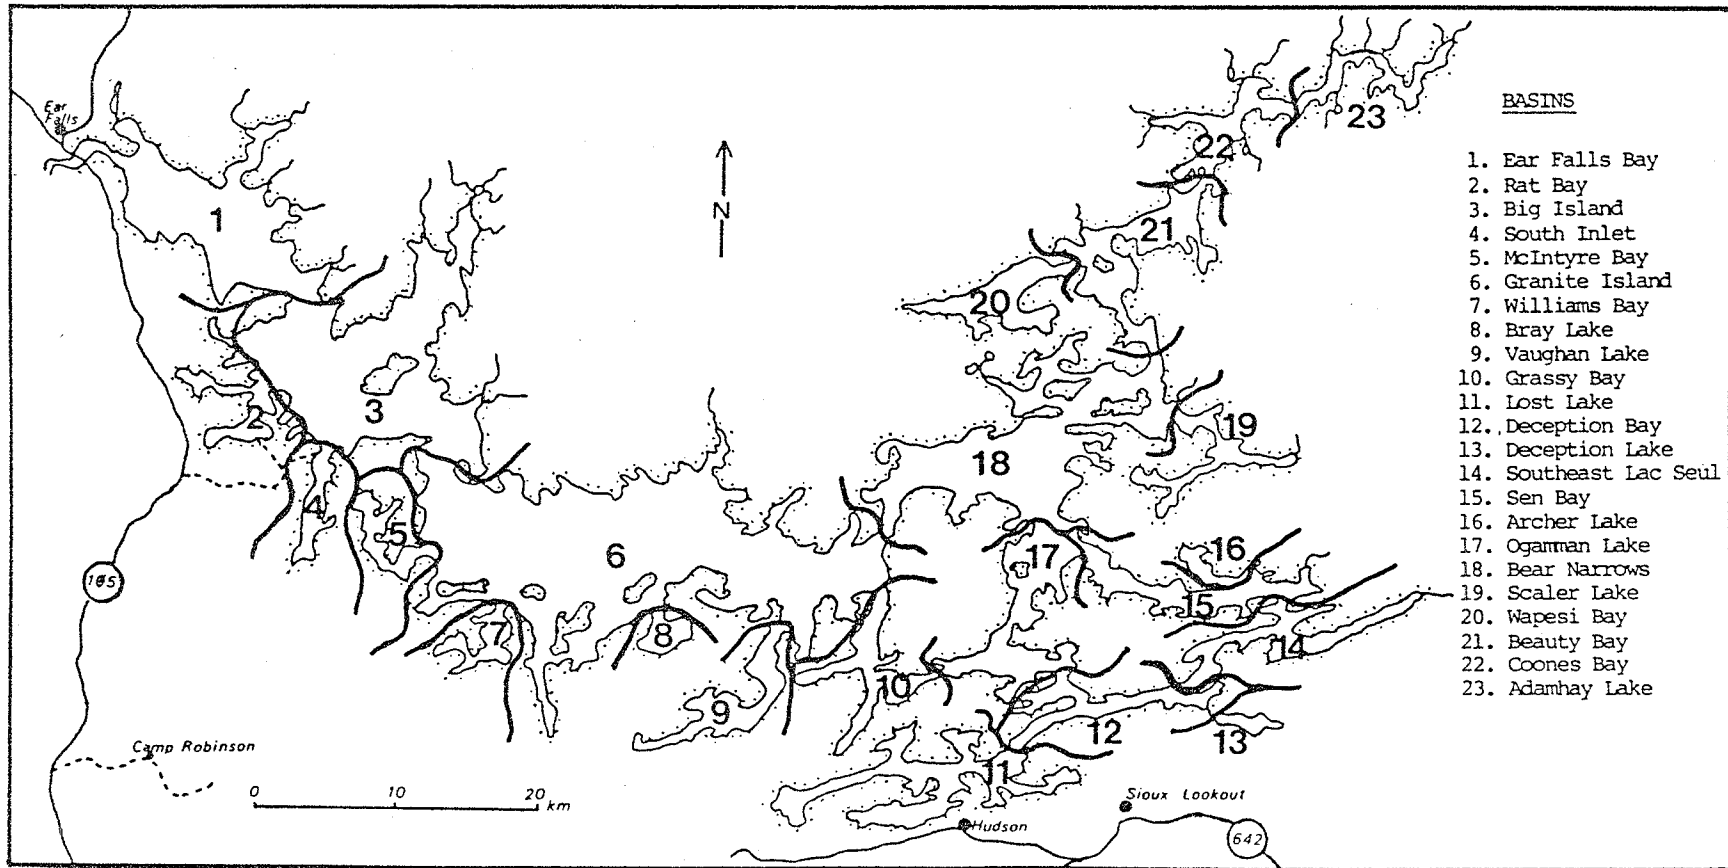 Ear
Falls
1
2
3
4
5
6
7
8
9
10
11
12
13
14
15
16
17
18
19
20
21
22
23
N
105
Camp Robinson
0 10 20
km
Hudson
Sioux Lookout
642
BASINS
1. Ear Falls Bay
2. Rat Bay
3. Big Island
4. South Inlet
5. McIntyre Bay
6. Granite Island
7. Williams Bay
8. Bray Lake
9. Vaughan Lake
10. Grassy Bay
11. Lost Lake
12. Deception Bay
13. Deception Lake
14. Southeast Lac Seul
15. Sen Bay
16. Archer Lake
17. Ogamman Lake
18. Bear Narrows
19. Scaler Lake
20. Wapesi Bay
21. Beauty Bay
22. Coones Bay
23. Adamhay Lake